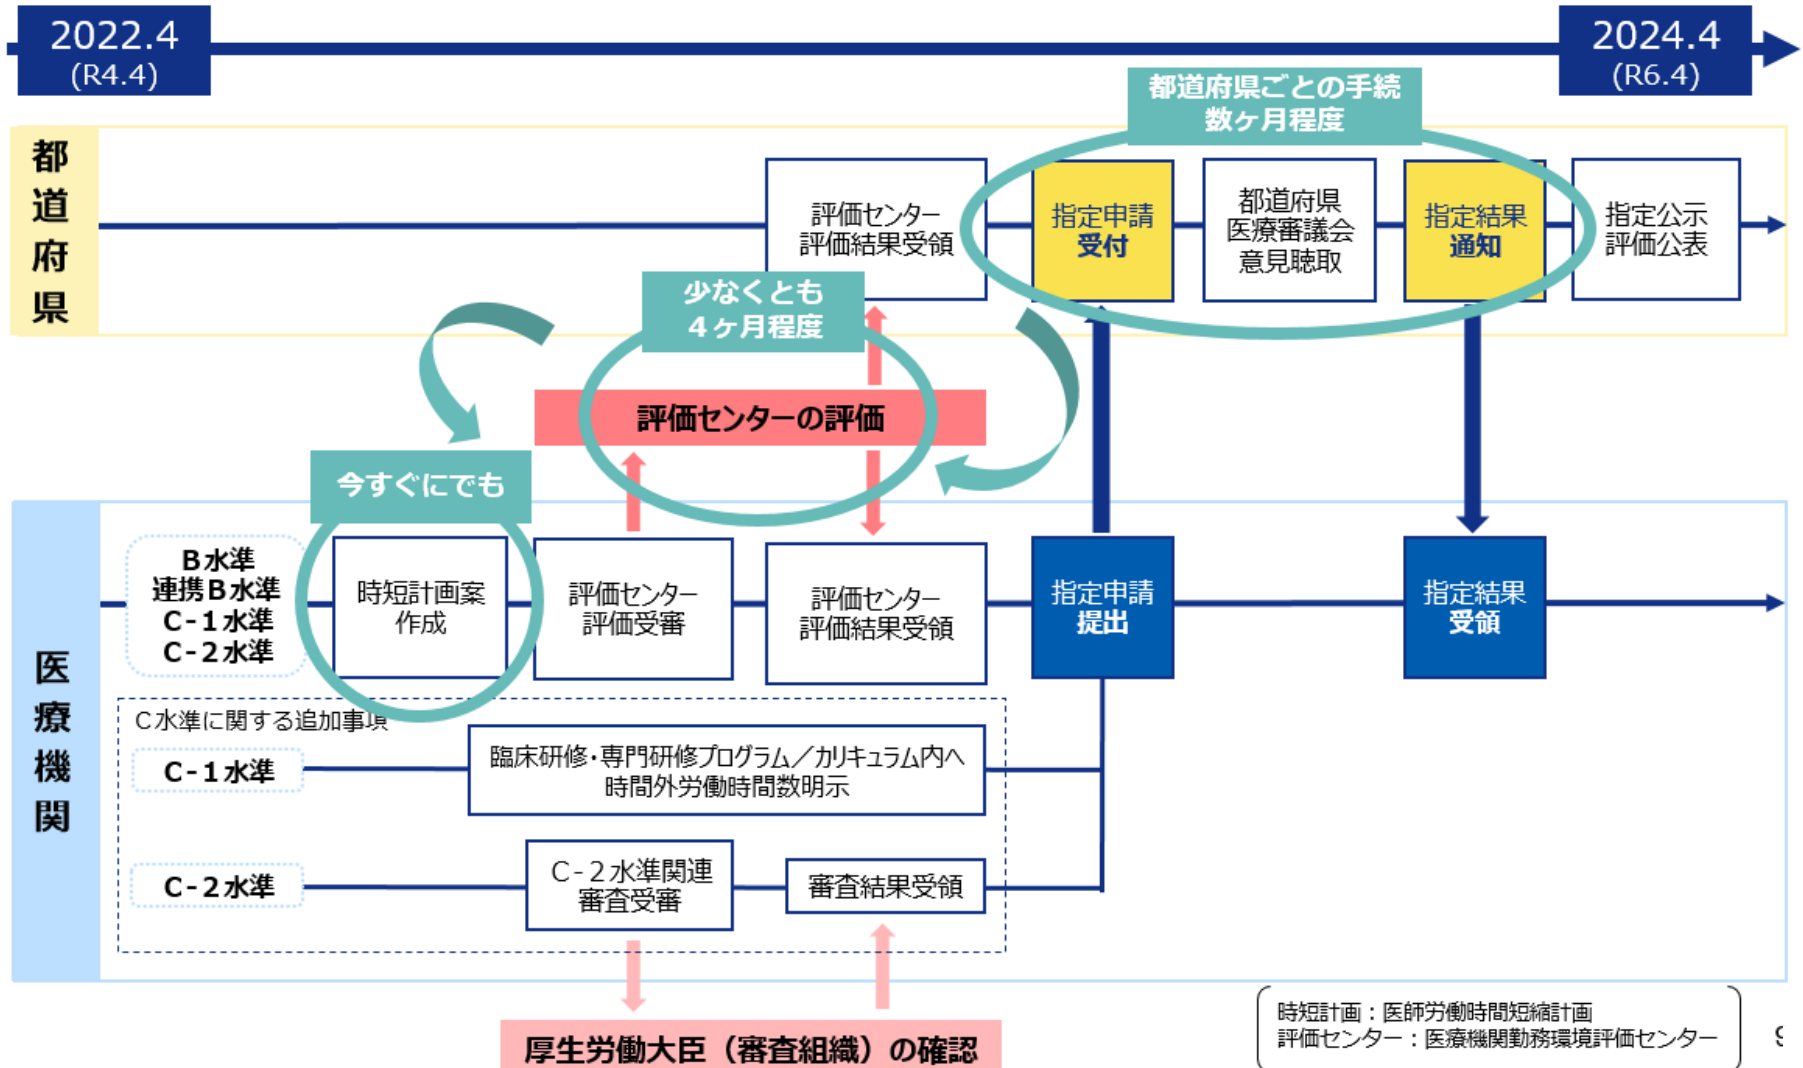 2022.4
(R4.4)
2024.4
(R6.4)
都道府県ごとの手続
数ヶ月程度
都道府県
評価センター
評価結果受領
指定申請
受付
都道府県
医療審議会
意見聴取
指定結果
通知
指定公示
評価公表
少なくとも
４ヶ月程度
評価センターの評価
今すぐにでも
医療機関
Ｂ水準
連携Ｂ水準
Ｃ-１水準
Ｃ-２水準
時短計画案
作成
評価センター
評価受審
評価センター
評価結果受領
指定申請
提出
指定結果
受領
Ｃ水準に関する追加事項
Ｃ-１水準
臨床研修・専門研修プログラム／カリキュラム内へ
時間外労働時間数明示
Ｃ-２水準
Ｃ-２水準関連
審査受審
審査結果受領
厚生労働大臣（審査組織）の確認
時短計画：医師労働時間短縮計画
評価センター：医療機関勤務環境評価センター